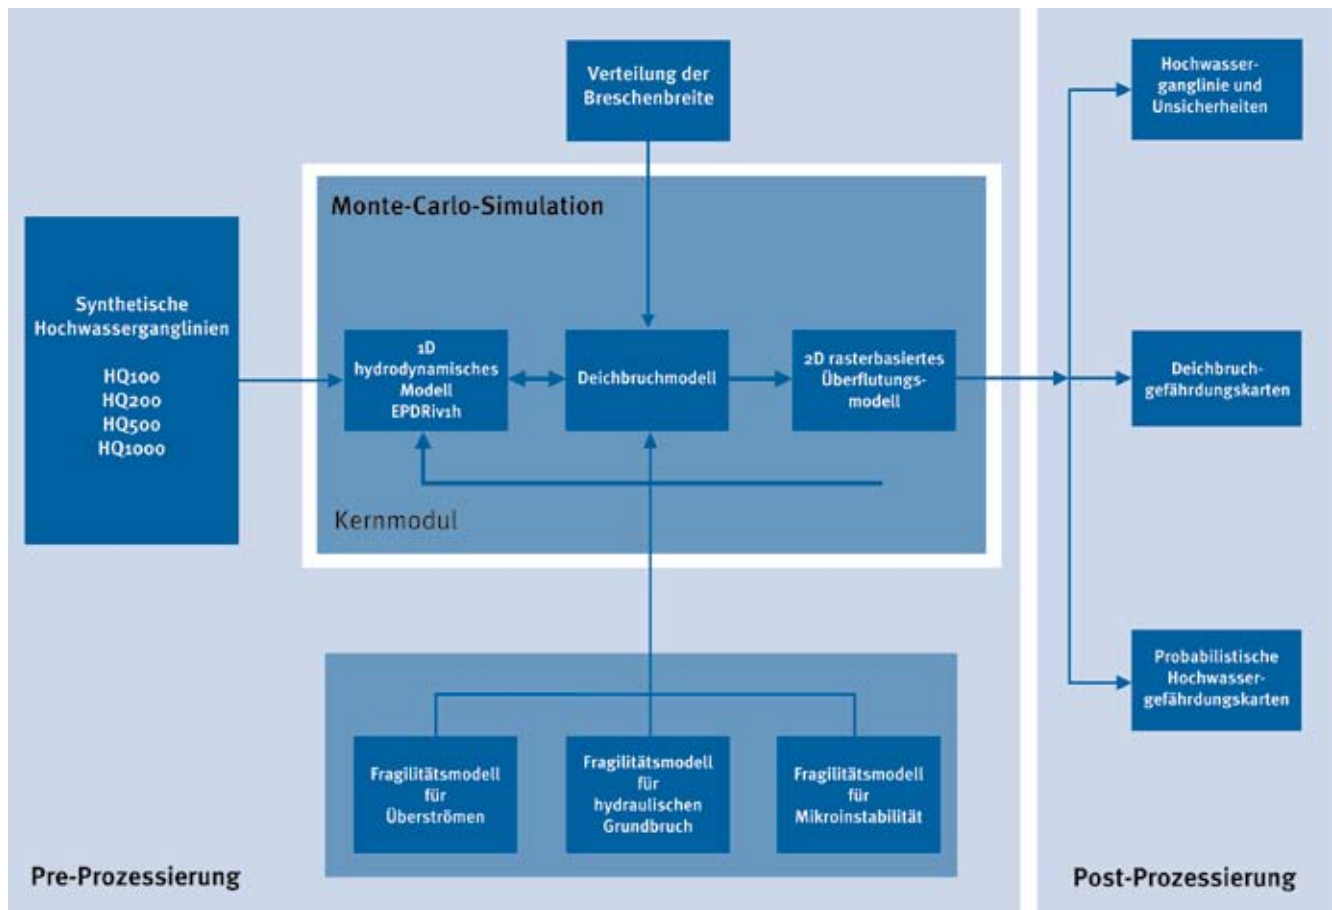 Verteilung der
Breschenbreite
Hochwasser-
ganglinie und
Unsicherheiten
Monte-Carlo-Simulation
Synthetische
Hochwasserganglinien
HQ100
HQ200
HQ500
HQ1000
1D
hydrodynamisches
Modell
EPDRiv1h
Deichbruchmodell
2D rasterbasiertes
Überflutungs-
modell
Deichbruch-
gefährdungskarten
Kernmodul
Probabilistische
Hochwasser-
gefährdungskarten
Fragilitätsmodell
für
Überströmen
Fragilitätsmodell
für
hydraulischen
Grundbruch
Fragilitätsmodell
für
Mikroinstabilität
Pre-Prozessierung
Post-Prozessierung